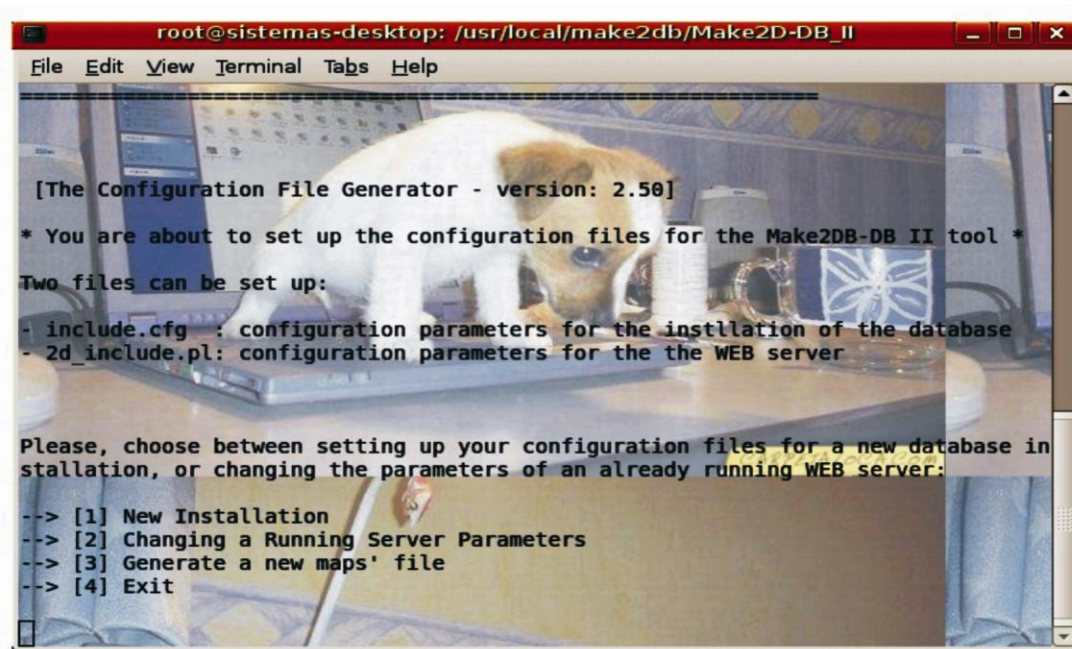 root@sistemas-desktop: /usr/local/make2db/Make2D-DB_II
File Edit View Terminal Tabs Help
==============================================================
[The Configuration File Generator - version: 2.50]
* You are about to set up the configuration files for the Make2DB-DB II tool *
Two files can be set up:
- include.cfg : configuration parameters for the instllation of the database
- 2d_include.pl: configuration parameters for the the WEB server
Please, choose between setting up your configuration files for a new database in
stallation, or changing the parameters of an already running WEB server:
--> [1] New Installation
--> [2] Changing a Running Server Parameters
--> [3] Generate a new maps' file
--> [4] Exit